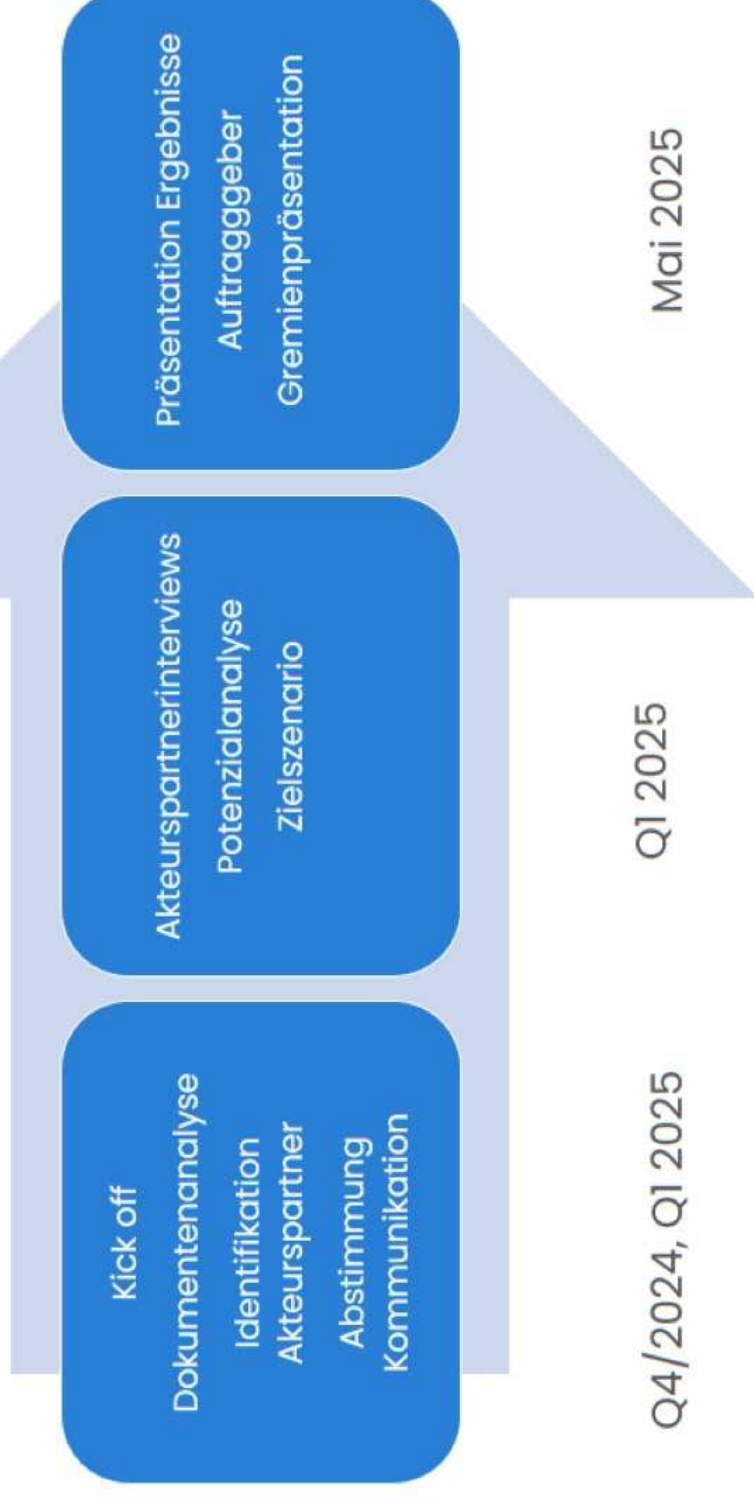 Kick off
Dokumentenanalyse
Identifikation
Akteurspartner
Abstimmung
Kommunikation
Akteurspartnerinterviews
Potenzialanalyse
Zielszenario
Präsentation Ergebnisse
Auftragggeber
Gremienpräsentation
Q4/2024, Q1 2025
Q1 2025
Mai 2025